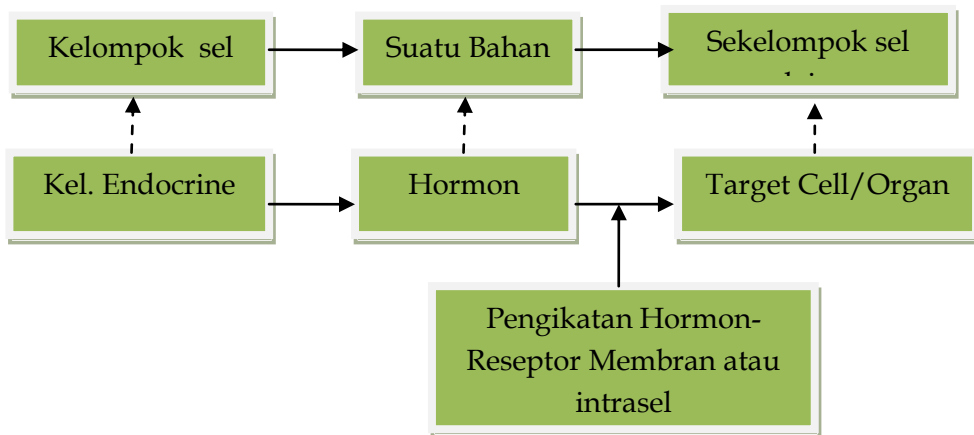 Kelompok sel
Suatu Bahan
Sekelompok sel
Kel. Endocrine
Hormon
Target Cell/Organ
Pengikatan Hormon-
Reseptor Membran atau
intrasel